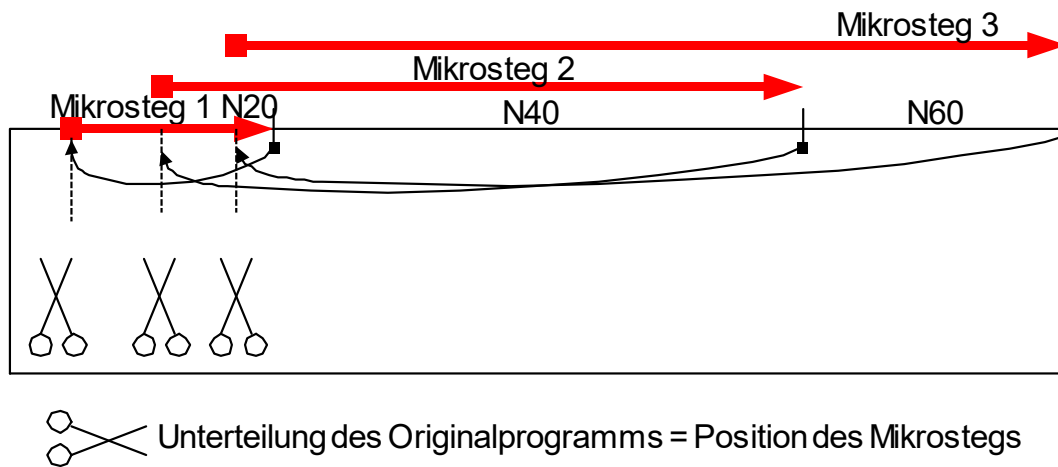 Mikrosteg 3
Mikrosteg 2
Mikrosteg 1 N20
N40
N60
Unterteilung des Originalprogramms = Position des Mikrostegs